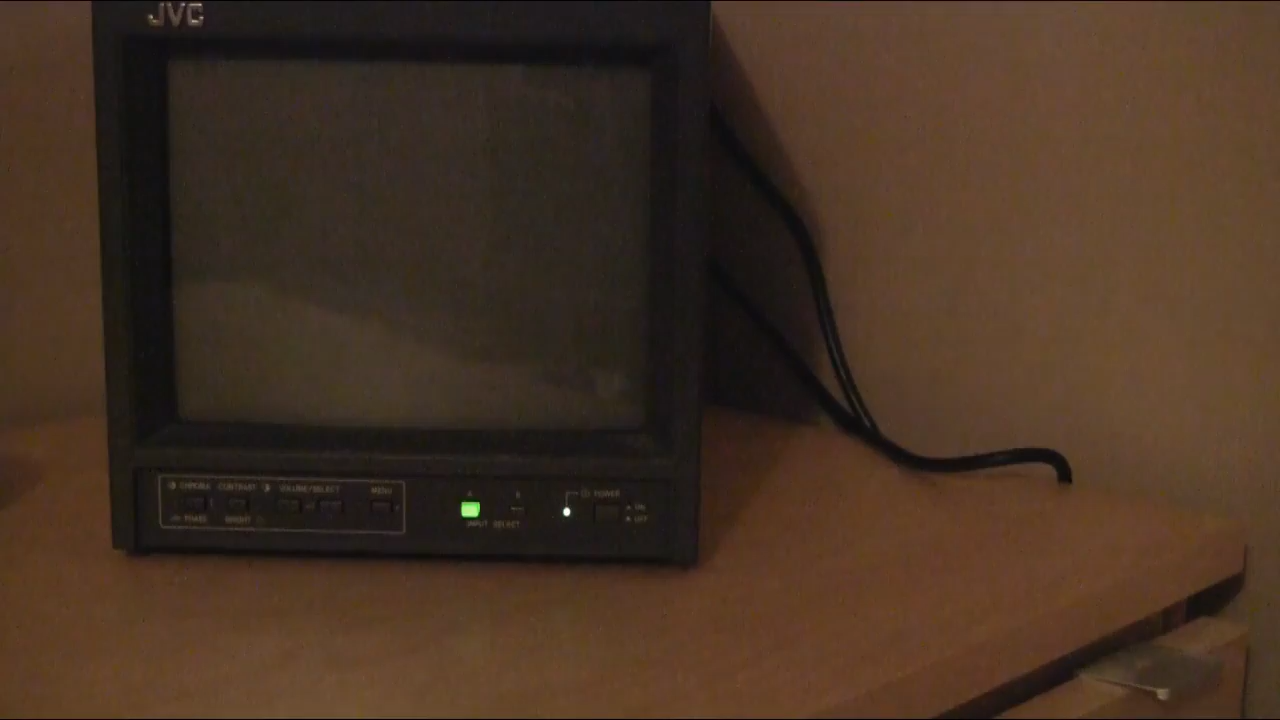 JVC
CHROMA CONTRAST VOLUME/SELECT MENU
PHASE BRIGHT
A B
INPUT SELECT
POWER
ON
OFF